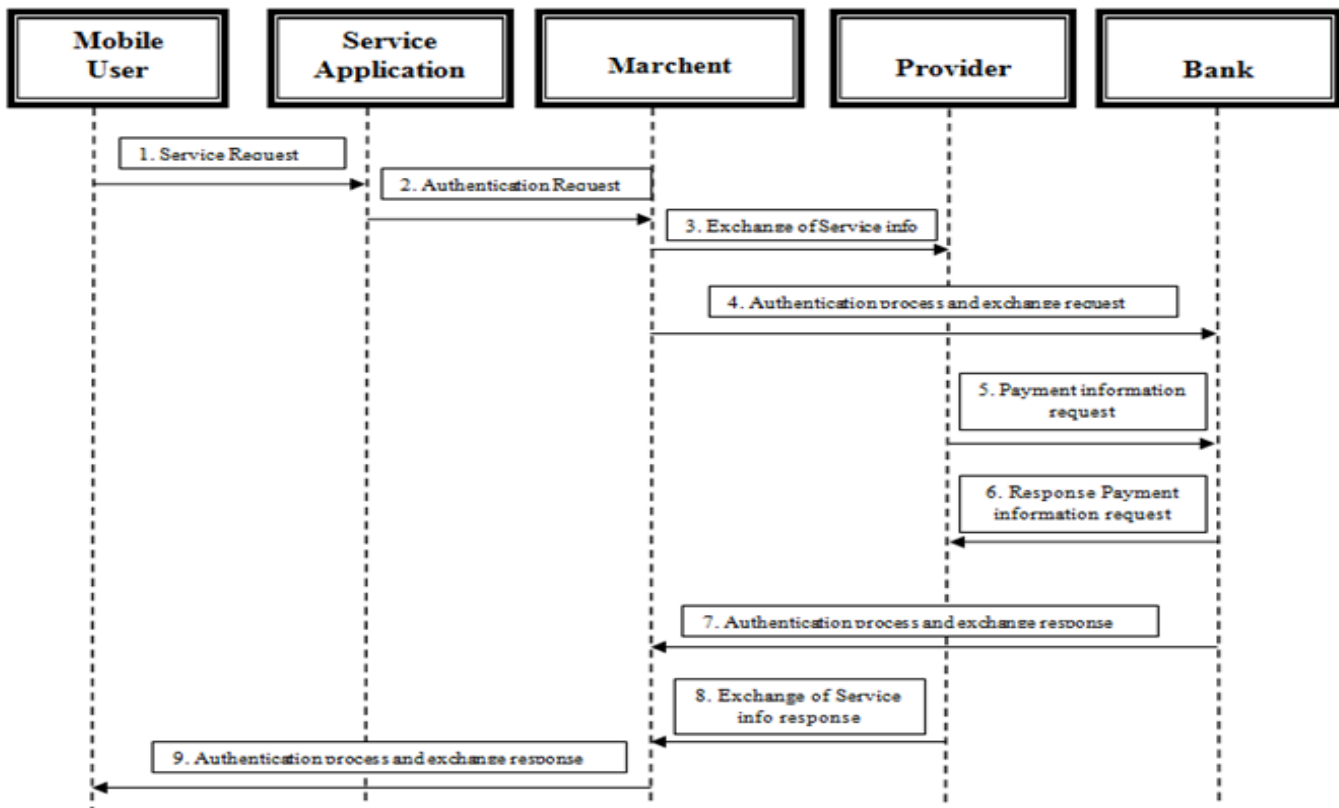 Mobile
User
Service
Application
Marchent
Provider
Bank
1. Service Request
2. Authentication Request
3. Exchange of Service info
4. Authentication process and exchange request
5. Payment information
request
6. Response Payment
information request
7. Authentication process and exchange response
8. Exchange of Service
info response
9. Authentication process and exchange response